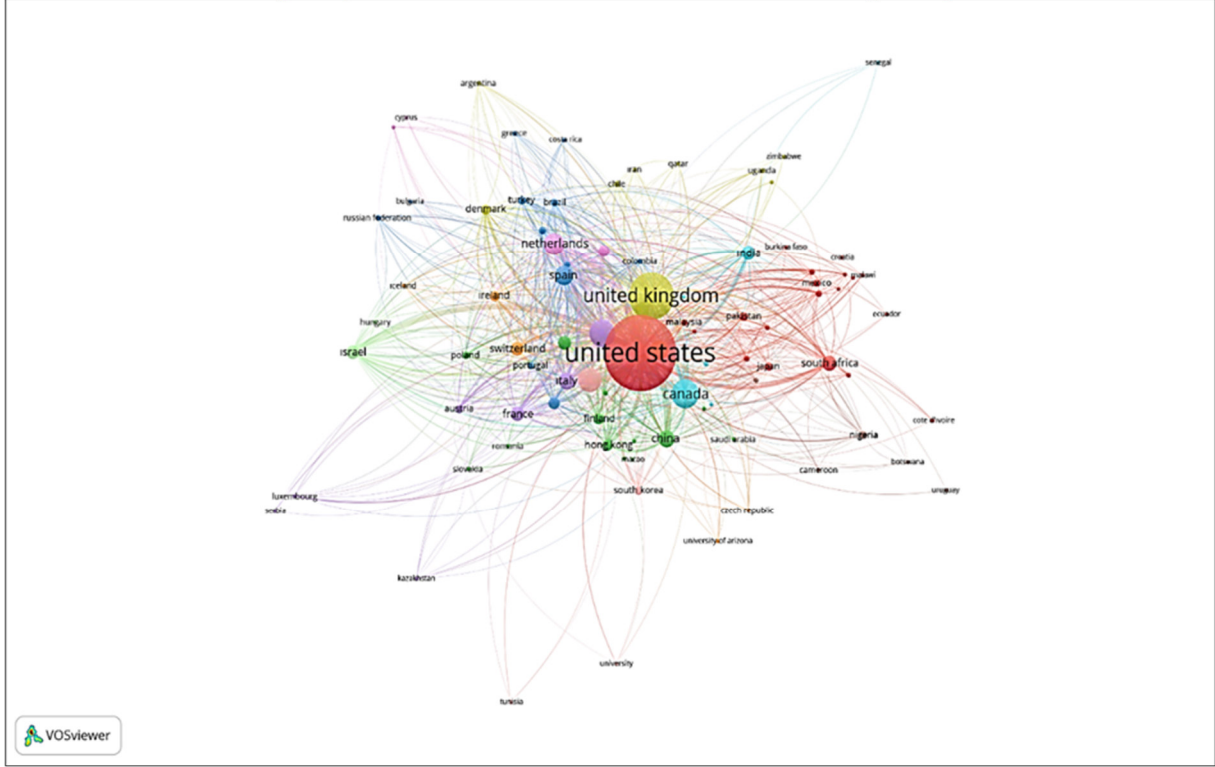 senegal
argentina
cyprus
greece
costa rica
zimbabwe
qatar
iran
uganda
chile
bulgaria
turkey
brazil
denmark
russian federation
netherlands
burkina faso
india
croatia
colombia
spain
malawi
mexico
iceland
ireland
united kingdom
ecuador
pakistan
hungary
malaysia
israel
switzerland
united states
poland
portugal
japan
south africa
italy
canada
austria
france
finland
cote d'ivoire
nigeria
china
saudi arabia
hong kong
romania
macao
botswana
slovakia
cameroon
south korea
uruguay
luxembourg
serbia
czech republic
university of arizona
kazakhstan
university
tunisia
VOSviewer